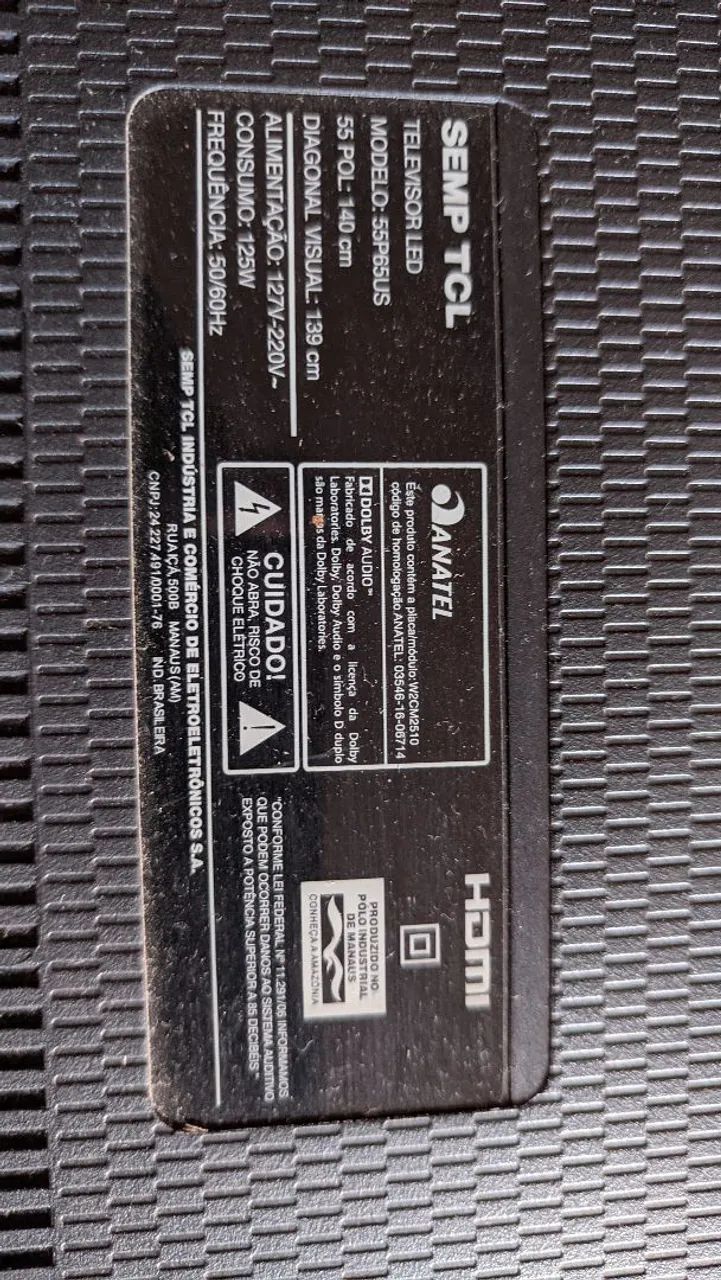 SEMP TCL
TELEVISOR LED
MODELO: 55P65US
55 POL: 140 cm
DIAGONAL VISUAL: 139 cm
ALIMENTAÇÃO: 127V-220V~
CONSUMO: 125W
FREQUÊNCIA: 50/60Hz
ANATEL
Este produto contém a placa/módulo: W2CM2510
código de homologação ANATEL: 03546-16-06714
DOLBY AUDIO™
Fabricado de acordo com a licença da Dolby
Laboratories. Dolby, Dolby Audio e o símbolo D duplo
são marcas da Dolby Laboratories.
CUIDADO!
NÃO ABRA, RISCO DE
CHOQUE ELÉTRICO
HDMI
PRODUZIDO NO
PÓLO INDUSTRIAL
DE MANAUS
CONHEÇA A AMAZÔNIA
"CONFORME LEI FEDERAL Nº 11.291/06 INFORMAMOS
QUE PODEM OCORRER DANOS AO SISTEMA AUDITIVO
EXPOSTO A POTÊNCIA SUPERIOR A 85 DECIBÉIS"
SEMP TCL INDÚSTRIA E COMÉRCIO DE ELETROELETRÔNICOS S.A.
RUA IÇÁ, 500B MANAUS (AM)
CNPJ: 24.227.491/0001-76 IND. BRASILEIRA